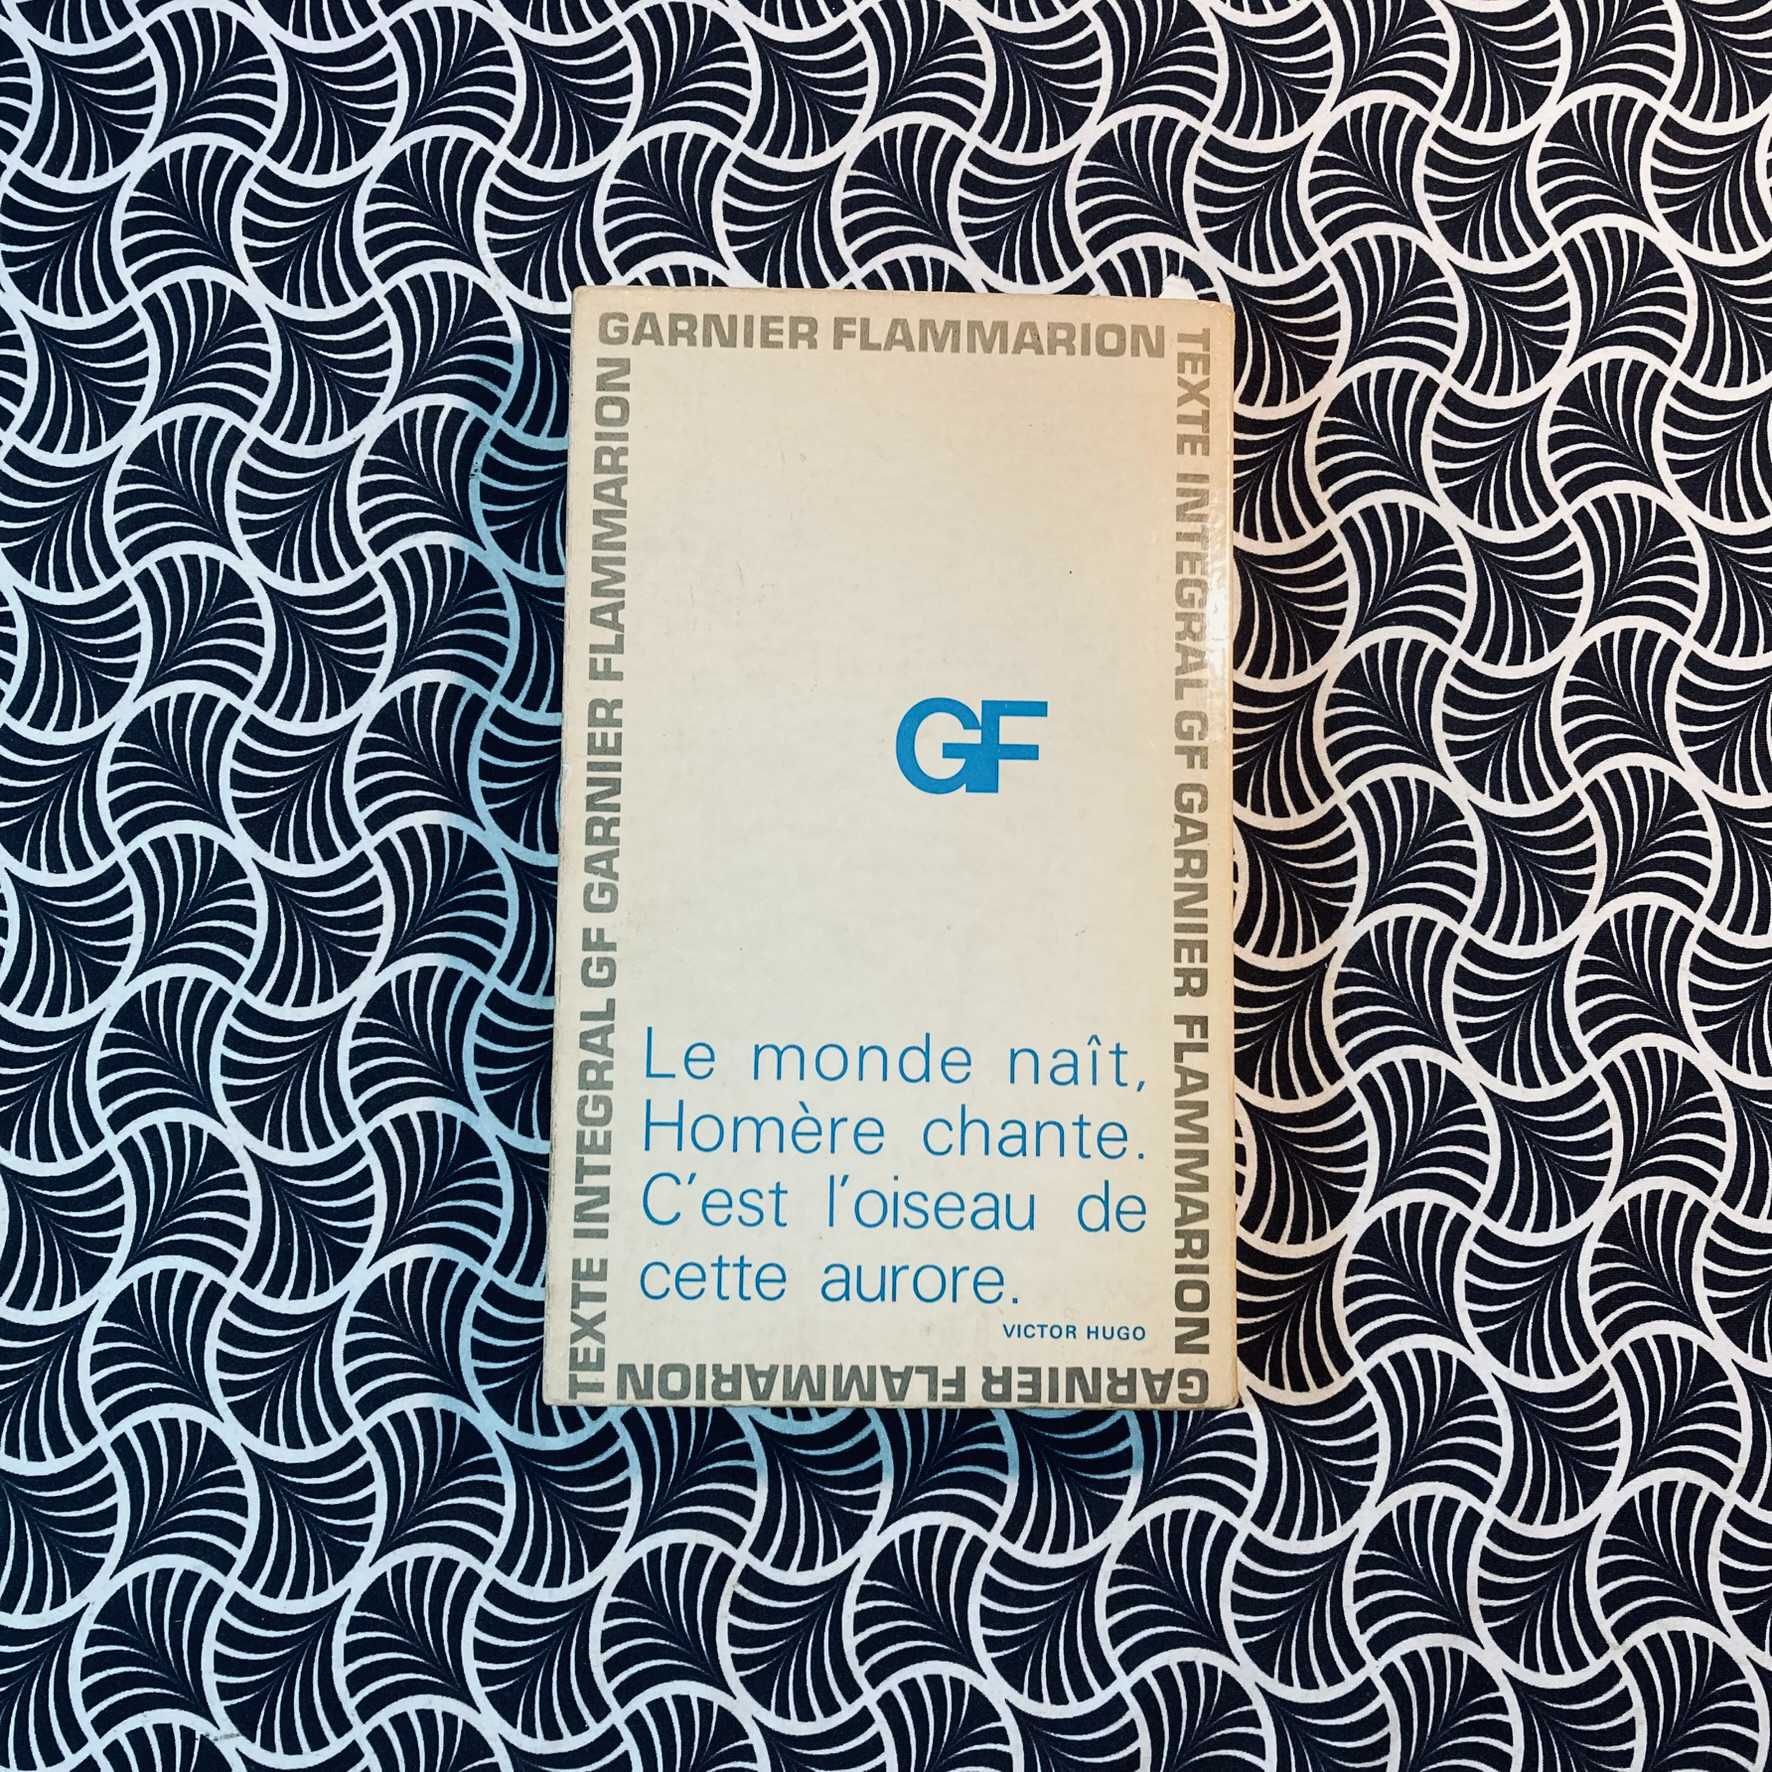 GARNIER FLAMMARION
TEXTE INTEGRAL GF GARNIER FLAMMARION
TEXTE INTEGRAL GF GARNIER FLAMMARION
GF
Le monde naît,
Homère chante.
C'est l'oiseau de
cette aurore.
VICTOR HUGO
GARNIER FLAMMARION